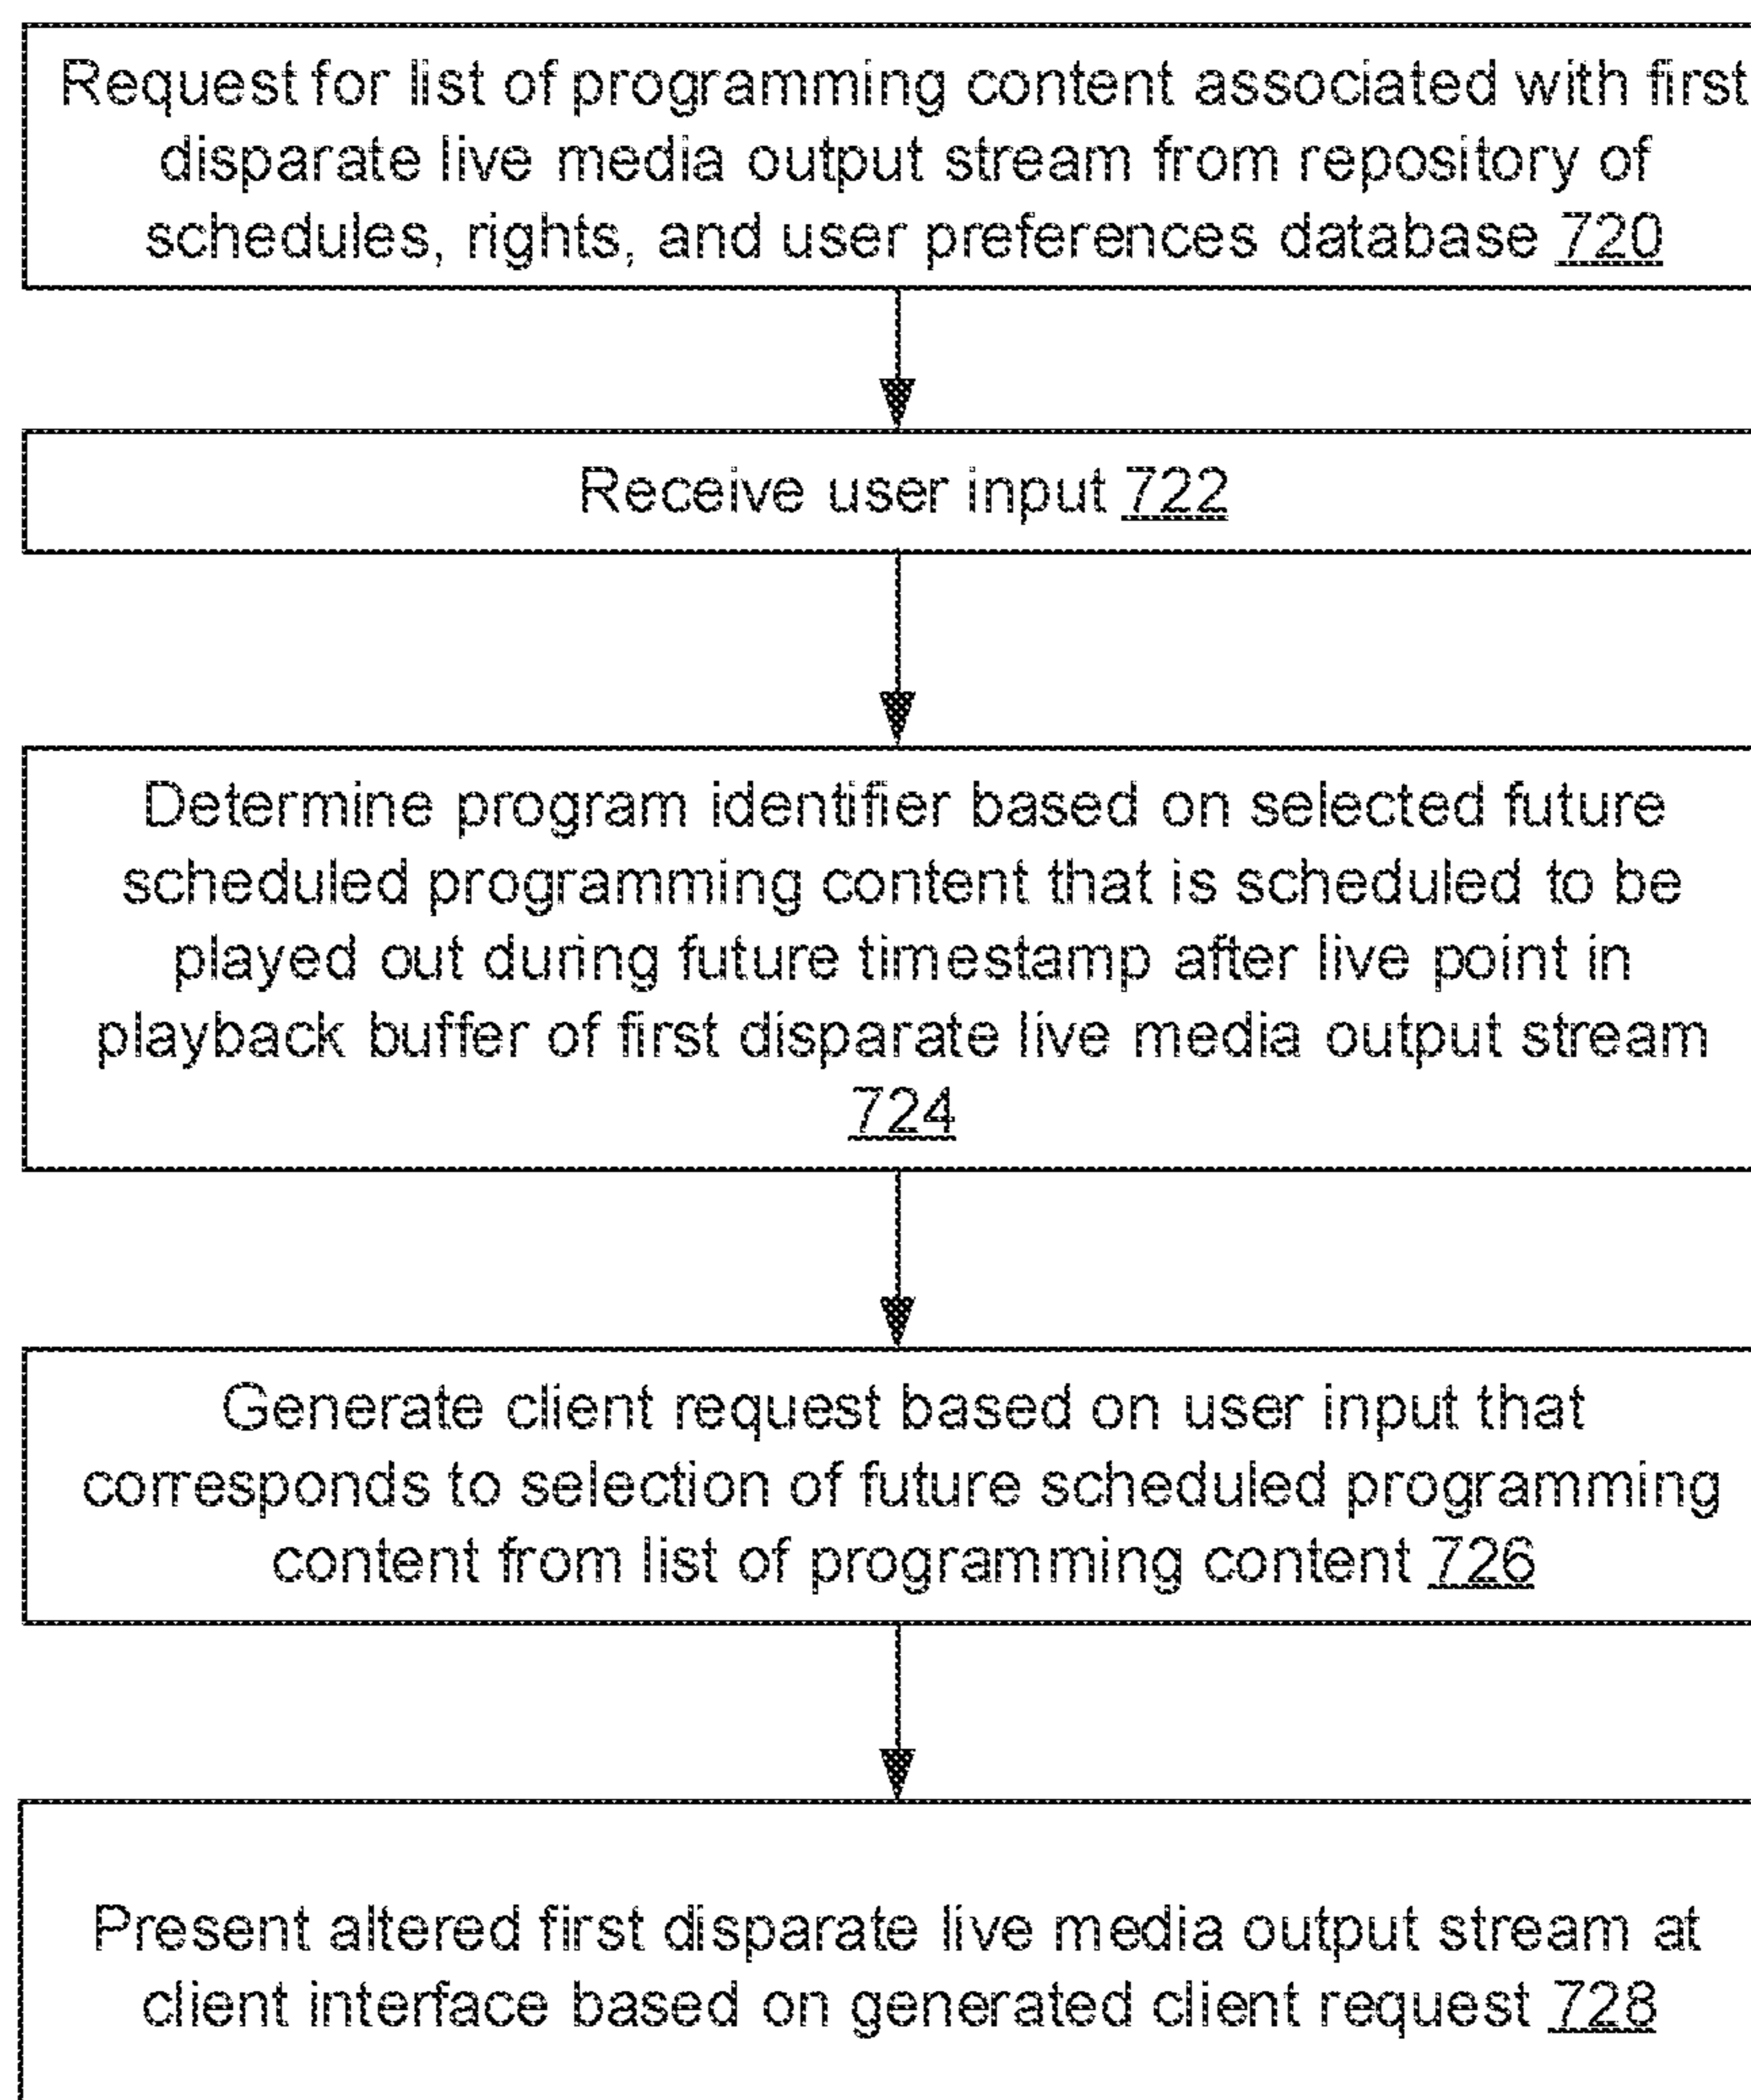 Request for list of programming content associated with first
disparate live media output stream from repository of
schedules, rights, and user preferences database 720
Receive user input 722
Determine program identifier based on selected future
scheduled programming content that is scheduled to be
played out during future timestamp after live point in
playback buffer of first disparate live media output stream
724
Generate client request based on user input that
corresponds to selection of future scheduled programming
content from list of programming content 726
Present altered first disparate live media output stream at
client interface based on generated client request 728